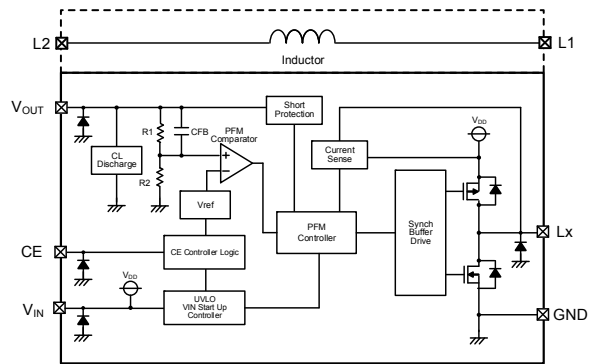 L2
L1
Inductor
VOUT
Short
Protection
R1
CFB
PFM
Comparator
VDD
CL
Discharge
R2
+
−
Current
Sense
Vref
PFM
Controller
Synch
Buffer
Drive
Lx
CE
CE Controller Logic
VDD
VIN
UVLO
VIN Start Up
Controller
GND